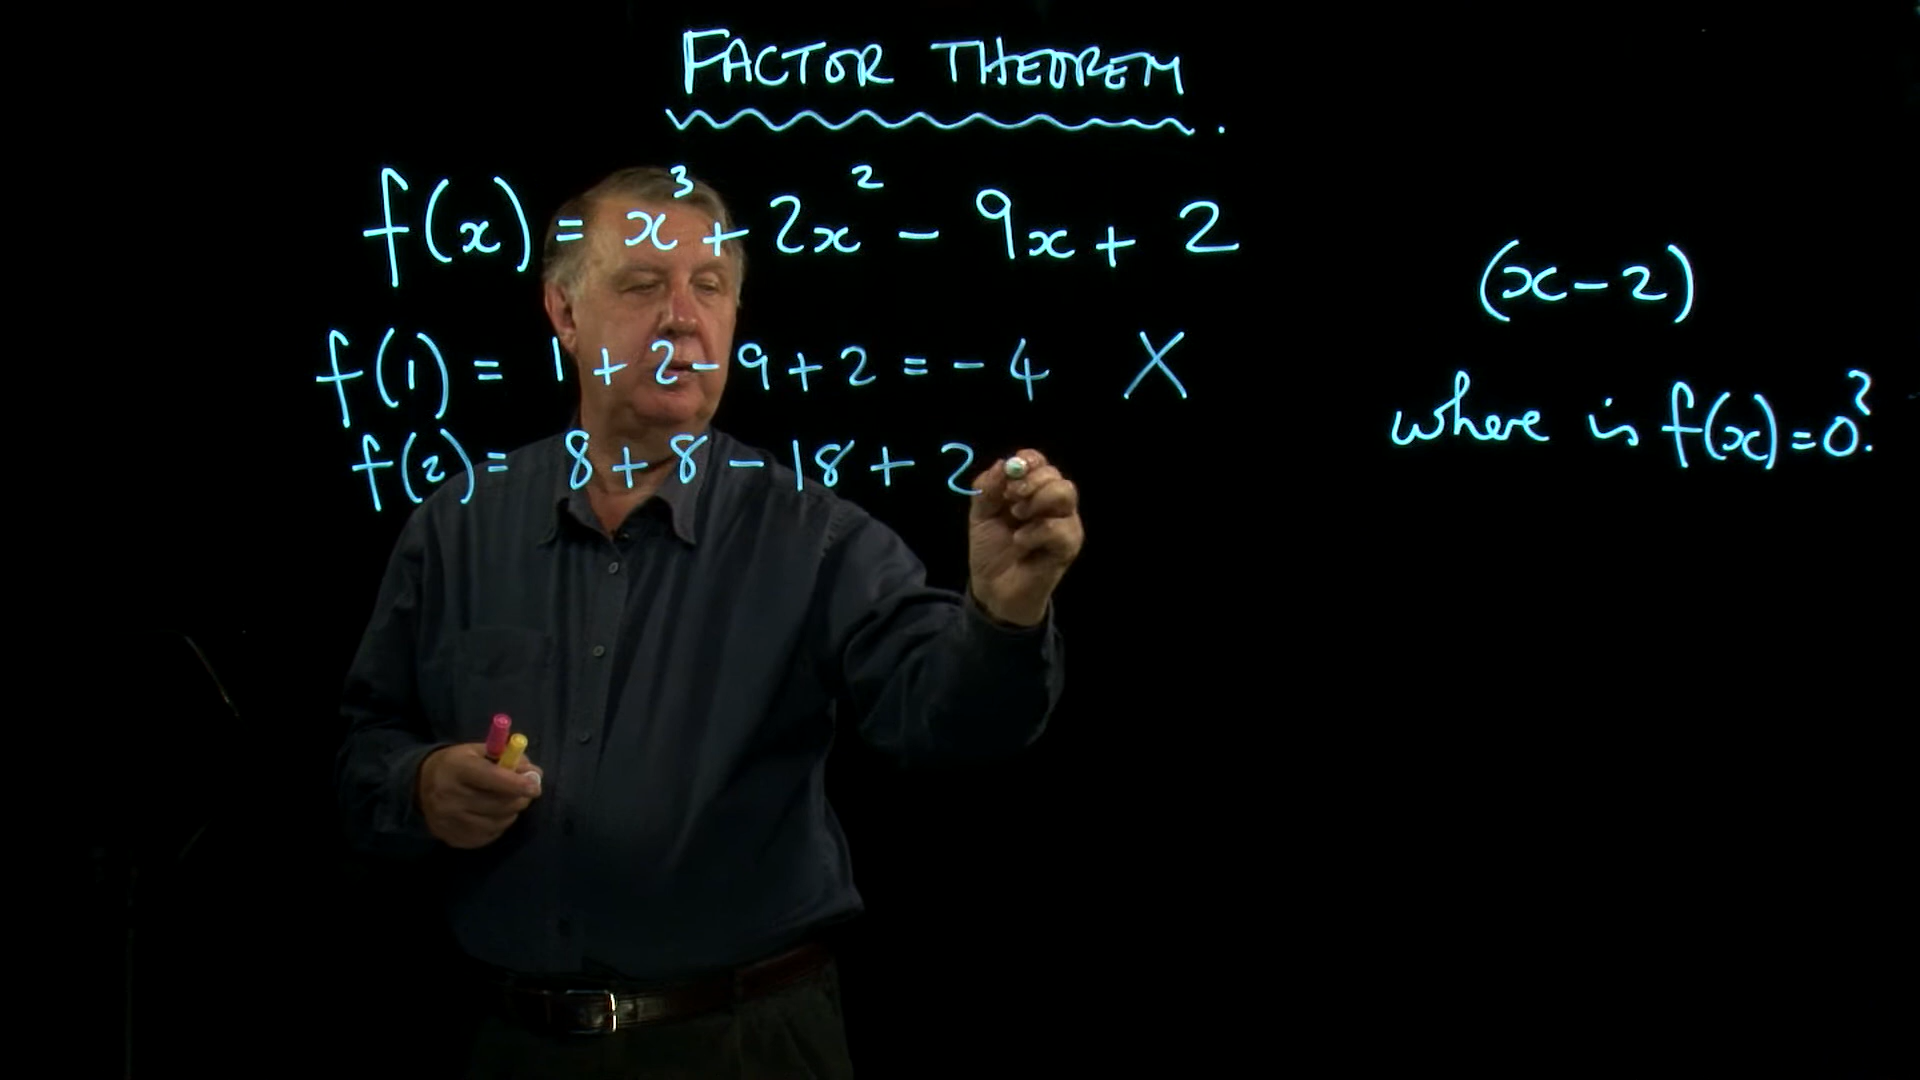 FACTOR THEOREM.
f(x) = x³ + 2x² - 9x + 2
(x-2)
f(1) = 1 + 2 - 9 + 2 = -4 X
where is f(x)=0?
f(2) = 8 + 8 - 18 + 2